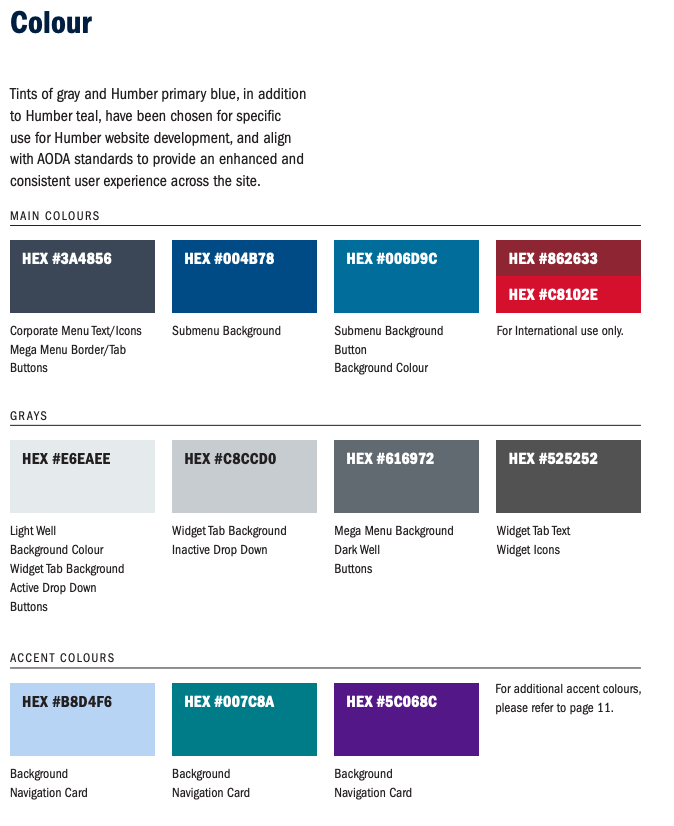 Colour
Tints of gray and Humber primary blue, in addition
to Humber teal, have been chosen for specific
use for Humber website development, and align
with AODA standards to provide an enhanced and
consistent user experience across the site.
MAIN COLOURS
HEX #3A4856
Corporate Menu Text/Icons
Mega Menu Border/Tab
Buttons
HEX #004B78
Submenu Background
HEX #006D9C
Submenu Background
Button
Background Colour
HEX #862633
HEX #C8102E
For International use only.
GRAYS
HEX #E6EAEE
Light Well
Background Colour
Widget Tab Background
Active Drop Down
Buttons
HEX #C8CCD0
Widget Tab Background
Inactive Drop Down
HEX #616972
Mega Menu Background
Dark Well
Buttons
HEX #525252
Widget Tab Text
Widget Icons
ACCENT COLOURS
HEX #B8D4F6
Background
Navigation Card
HEX #007C8A
Background
Navigation Card
HEX #5C068C
Background
Navigation Card
For additional accent colours,
please refer to page 11.